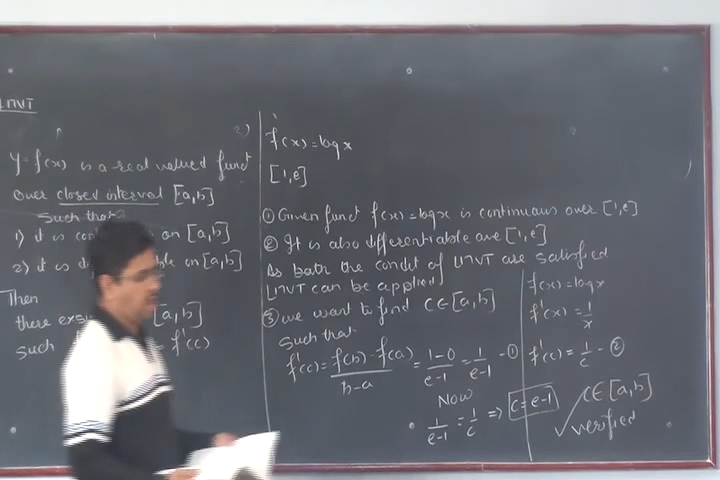 LMVT
y=f(x) is a real valued funct
over closed interval [a,b]
such that
1) it is on [a,b]
2) it is on [a,b]
Then
there [a,b]
such = f'(c)
2)
f(x) = log x
[1,e]
① Given funct f(x) = log x is continuous over [1,e]
② It is also differentiable over [1,e]
As both the condit of LMVT are satisfied
LMVT can be applied
③ we want to find C∈[a,b]
such that
f'(c) = f(b)-f(a)/b-a = 1-0/e-1 = 1/e-1 - ①
Now
1/e-1 = 1/c ⇒ c = e-1
f(x) = log x
f'(x) = 1/x
f'(c) = 1/c - ②
C∈[a,b]
verified